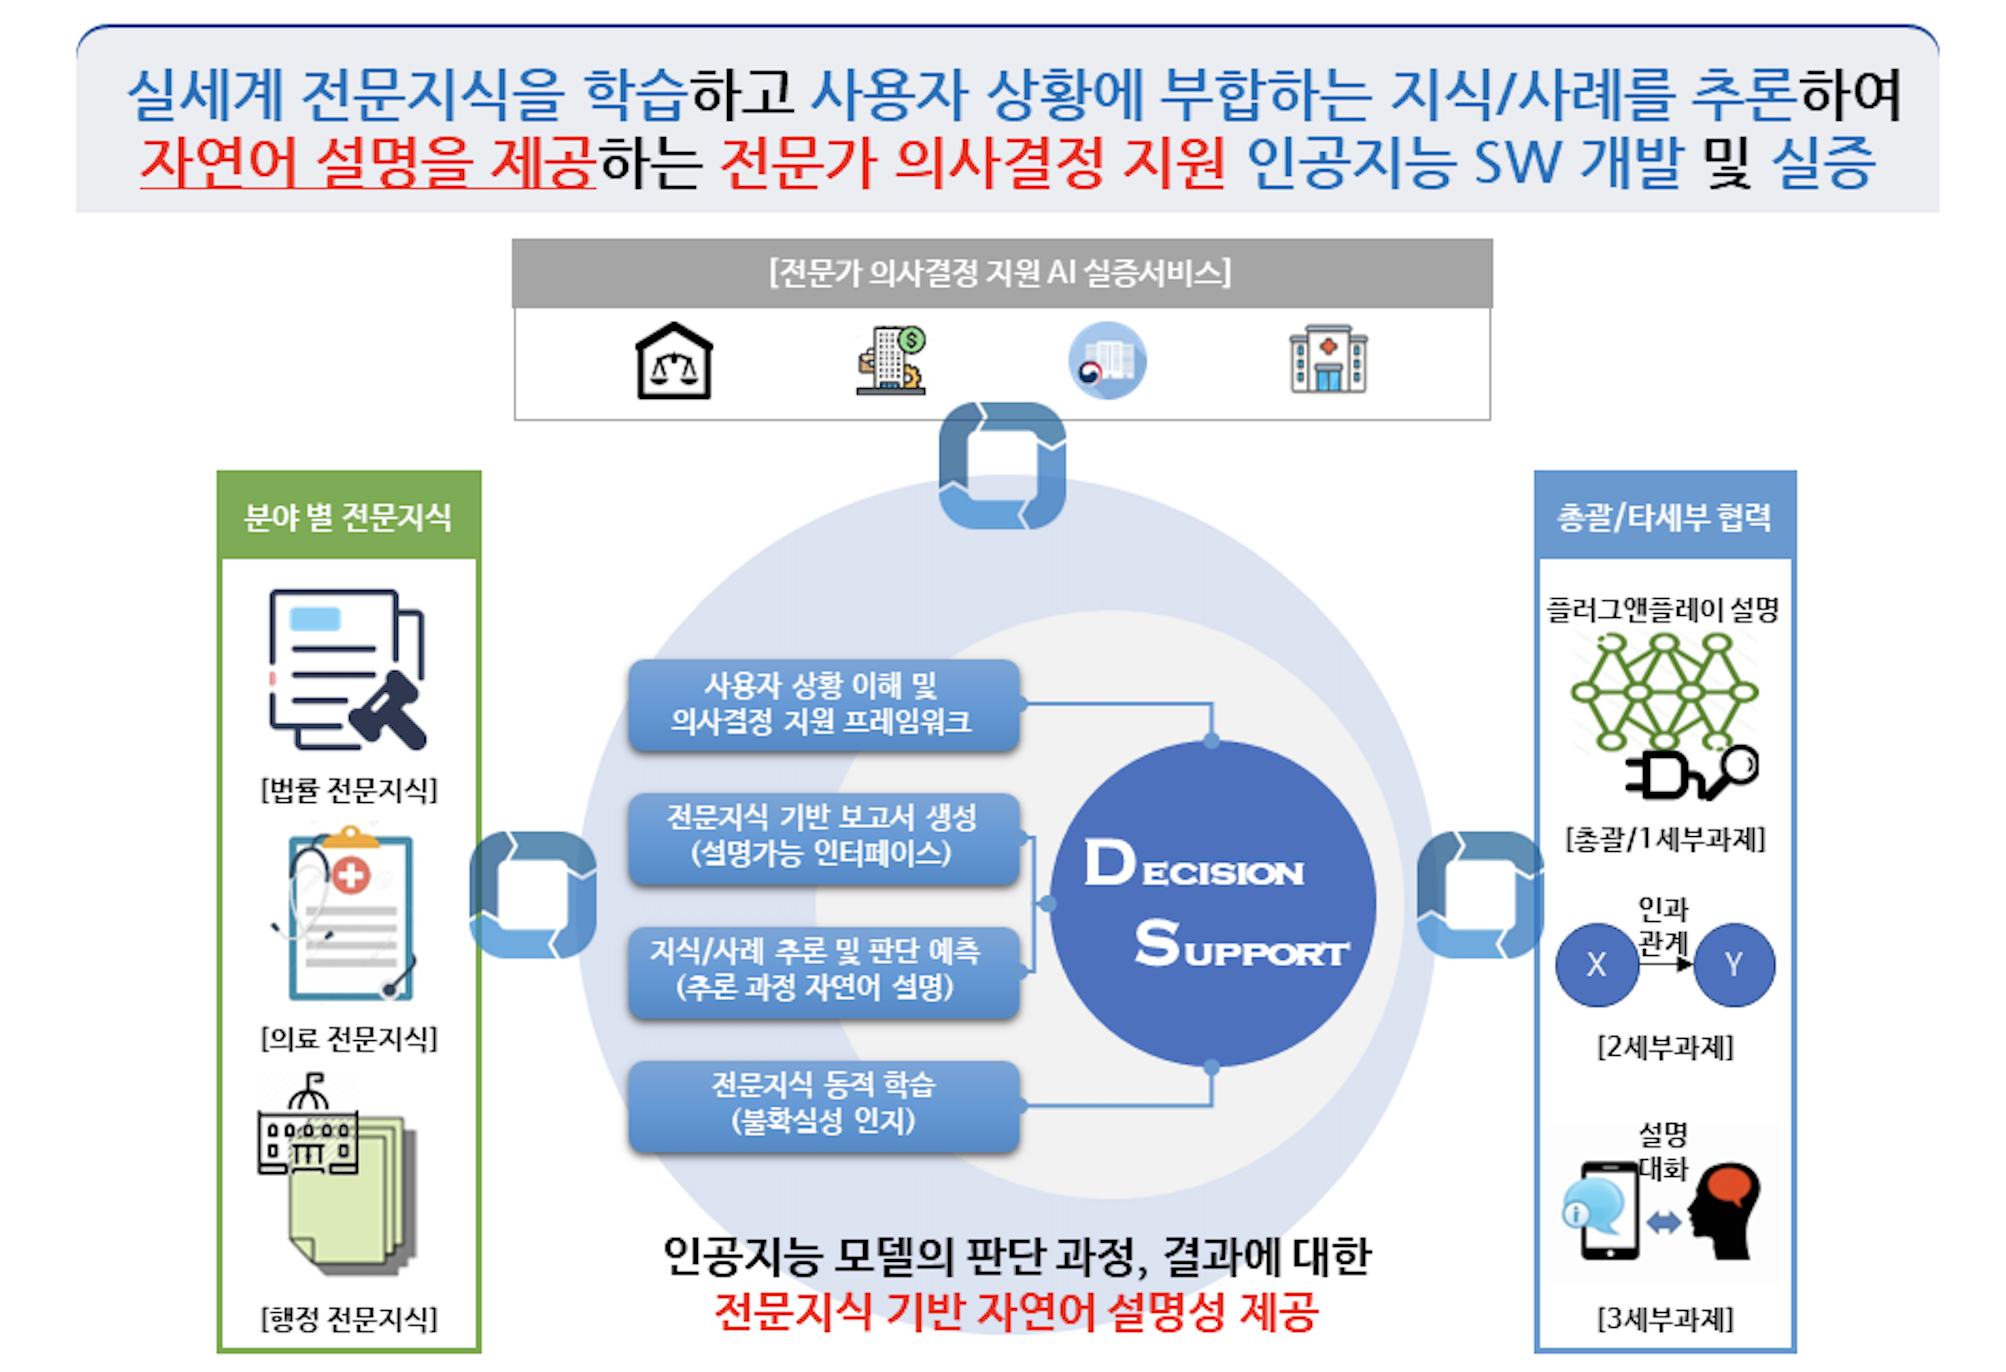 실세계 전문지식을 학습하고 사용자 상황에 부합하는 지식/사례를 추론하여
자연어 설명을 제공하는 전문가 의사결정 지원 인공지능 SW 개발 및 실증
[전문가 의사결정 지원 AI 실증서비스]
$
분야 별 전문지식
[법률 전문지식]
[의료 전문지식]
[행정 전문지식]
사용자 상황 이해 및
의사결정 지원 프레임워크
전문지식 기반 보고서 생성
(설명가능 인터페이스)
지식/사례 추론 및 판단 예측
(추론 과정 자연어 설명)
전문지식 동적 학습
(불확실성 인지)
DECISION
SUPPORT
인공지능 모델의 판단 과정, 결과에 대한
전문지식 기반 자연어 설명성 제공
총괄/타세부 협력
플러그앤플레이 설명
[총괄/1세부과제]
인과
관계
X
Y
[2세부과제]
설명
대화
i
[3세부과제]